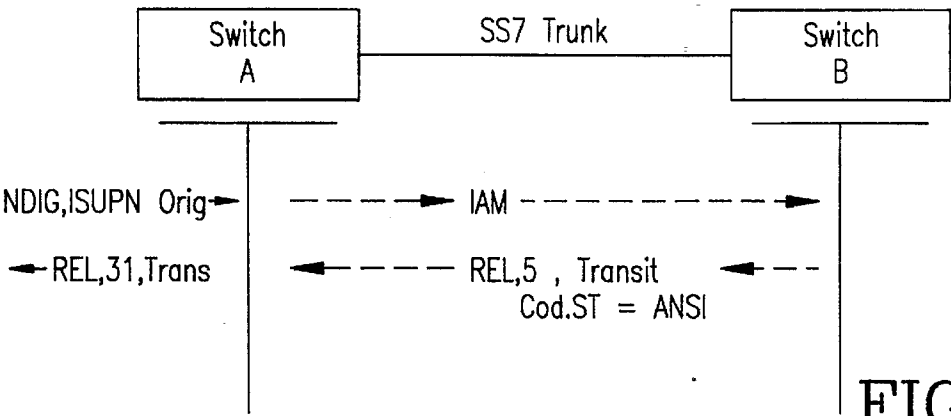 Switch
A
SS7 Trunk
Switch
B
NDIG,ISUPN Orig
IAM
REL,31,Trans
REL,5 , Transit
Cod.ST = ANSI
FIG